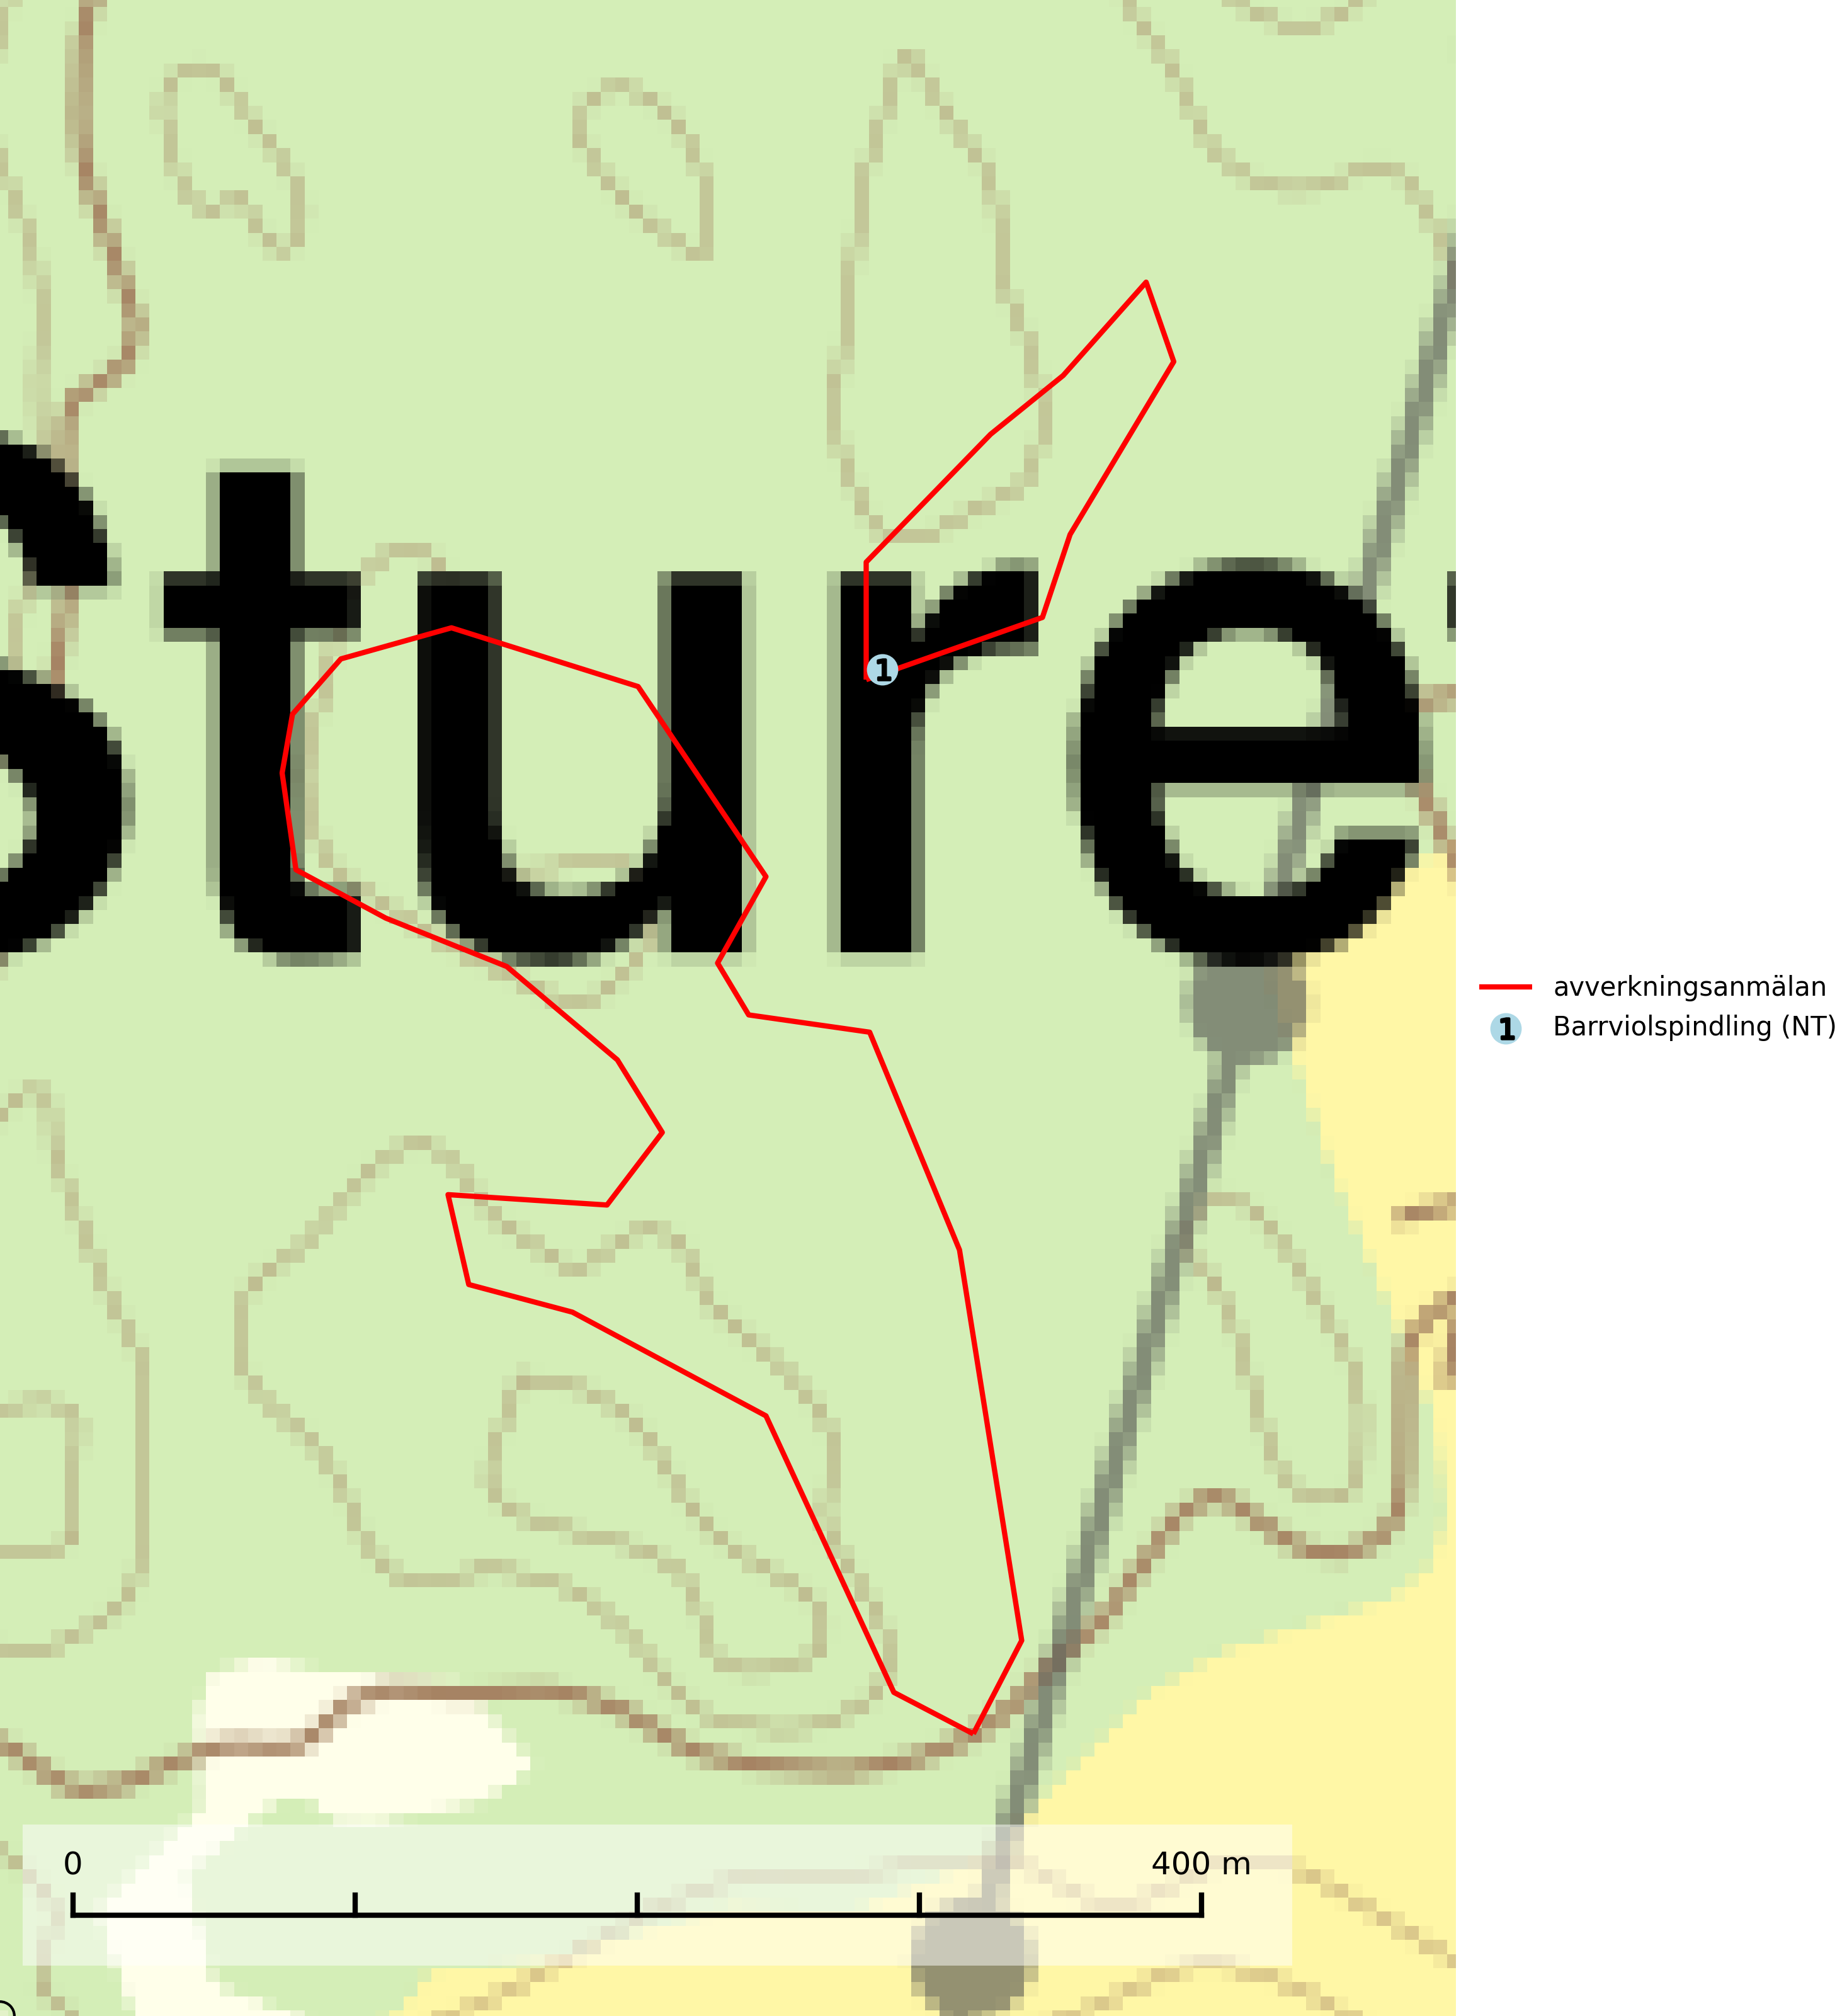 Sture
avverkningsanmälan
1 Barrviolspindling (NT)
1
0 400 m